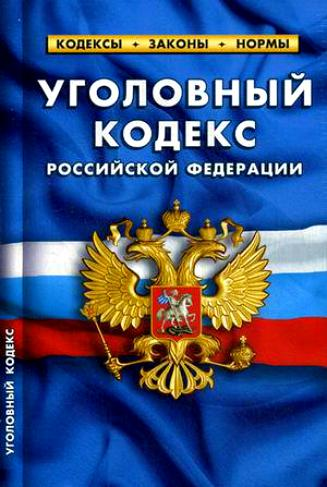 КОДЕКСЫ + ЗАКОНЫ + НОРМЫ
УГОЛОВНЫЙ
КОДЕКС
РОССИЙСКОЙ ФЕДЕРАЦИИ
УГОЛОВНЫЙ КОДЕКС